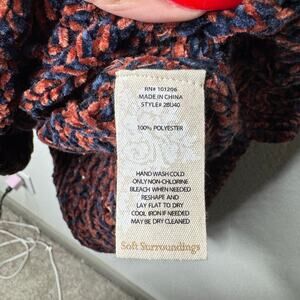 RN# 101206
MADE IN CHINA
STYLE# 2BU40
100% POLYESTER
HAND WASH COLD
ONLY NON-CHLORINE
BLEACH WHEN NEEDED
RESHAPE AND
LAY FLAT TO DRY
COOL IRON IF NEEDED
MAY BE DRY CLEANED
Soft Surroundings